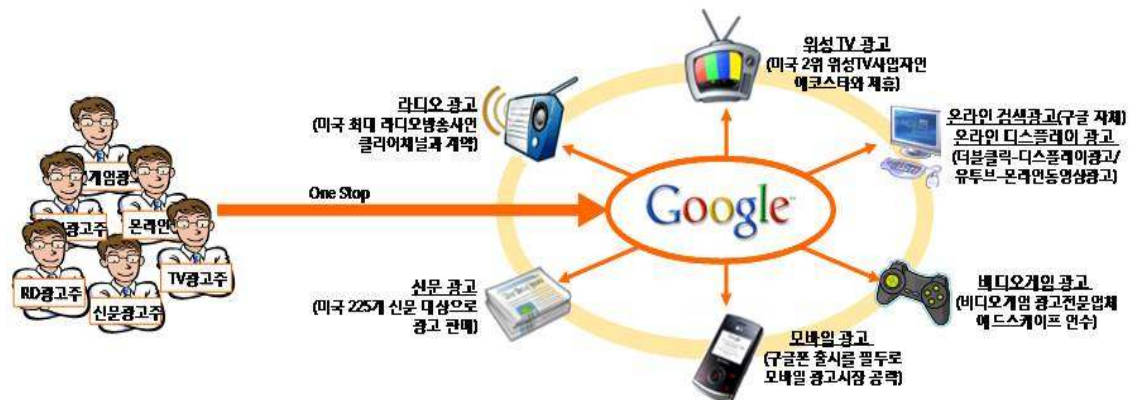 위성TV 광고
(미국 2위 위성TV사업자인
에코스타와 제휴)
라디오 광고
(미국 최대 라디오방송사인
클리어채널과 계약)
온라인 검색광고(구글 자체)
온라인 디스플레이 광고
(더블클릭-디스플레이광고/
유투브-온라인동영상광고)
게임광
광고주
온라인
RD광고주
신문광고주
TV광고주
One Stop
Google
신문 광고
(미국 225개 신문 대상으로
광고 판매)
비디오게임 광고
(비디오게임 광고전문업체
애드스케이프 인수)
모바일 광고
(구글폰 출시를 필두로
모바일 광고시장 공략)